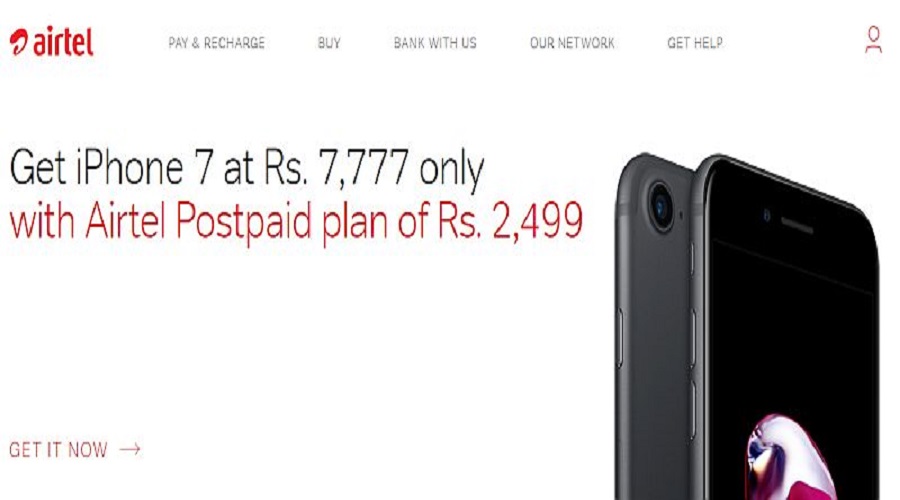 airtel
PAY & RECHARGE BUY BANK WITH US OUR NETWORK GET HELP
Get iPhone 7 at Rs. 7,777 only
with Airtel Postpaid plan of Rs. 2,499
GET IT NOW →